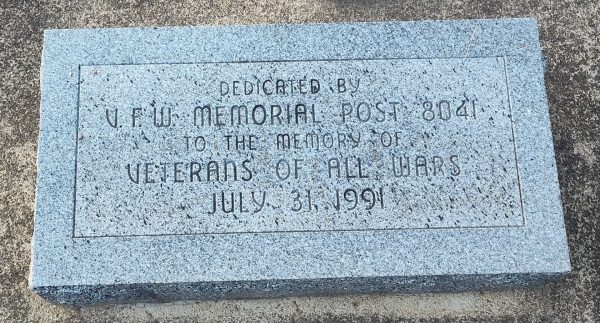 DEDICATED BY
V.F.W. MEMORIAL POST 8041
TO THE MEMORY OF
VETERANS OF ALL WARS
JULY 31, 1991